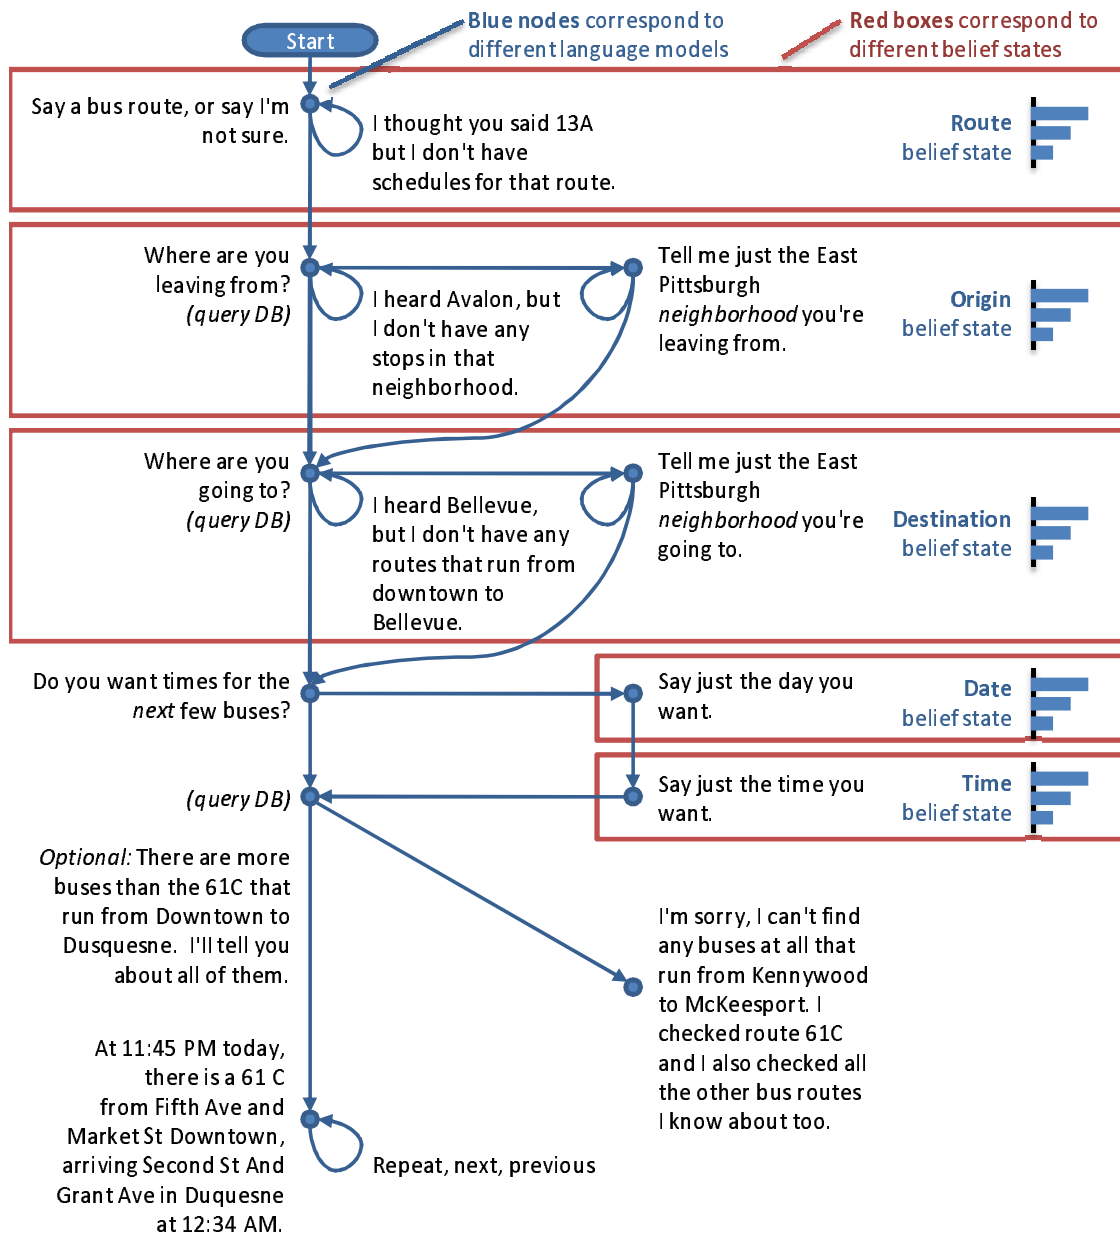 Start
Blue nodes correspond to
different language models
Red boxes correspond to
different belief states
Say a bus route, or say I'm
not sure.
I thought you said 13A
but I don't have
schedules for that route.
Route
belief state
Where are you
leaving from?
(query DB)
I heard Avalon, but
I don't have any
stops in that
neighborhood.
Tell me just the East
Pittsburgh
neighborhood you're
leaving from.
Origin
belief state
Where are you
going to?
(query DB)
I heard Bellevue,
but I don't have any
routes that run from
downtown to
Bellevue.
Tell me just the East
Pittsburgh
neighborhood you're
going to.
Destination
belief state
Do you want times for the
next few buses?
Say just the day you
want.
Date
belief state
(query DB)
Say just the time you
want.
Time
belief state
Optional: There are more
buses than the 61C that
run from Downtown to
Dusquesne.  I'll tell you
about all of them.
I'm sorry, I can't find
any buses at all that
run from Kennywood
to McKeesport. I
checked route 61C
and I also checked all
the other bus routes
I know about too.
At 11:45 PM today,
there is a 61 C
from Fifth Ave and
Market St Downtown,
arriving Second St And
Grant Ave in Duquesne
at 12:34 AM.
Repeat, next, previous